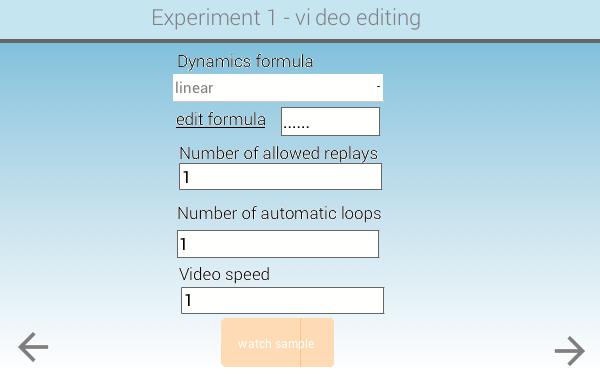 Experiment 1 - vi deo editing
Dynamics formula
linear
edit formula ......
Number of allowed replays
1
Number of automatic loops
1
Video speed
1
watch sample